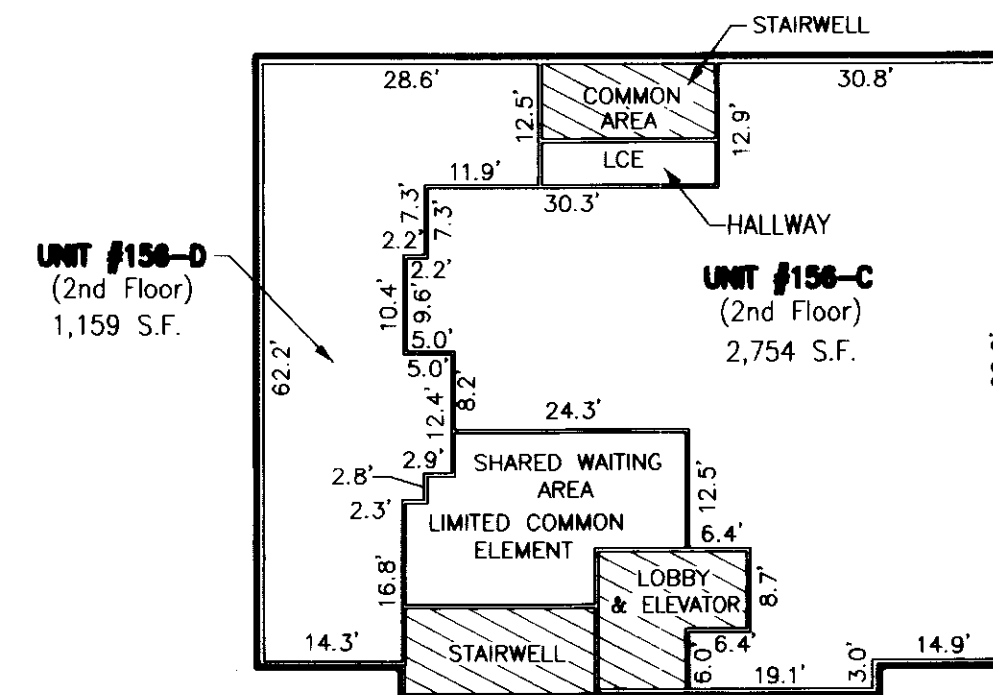 STAIRWELL
28.6'
COMMON
AREA
30.8'
12.5'
12.9'
LCE
11.9'
30.3'
HALLWAY
7.3'
7.3'
2.2'
2.2'
UNIT #156-D
(2nd Floor)
1,159 S.F.
UNIT #156-C
(2nd Floor)
2,754 S.F.
10.4'
9.6'
5.0'
5.0'
62.2'
12.4'
8.2'
24.3'
2.9'
2.8'
2.3'
SHARED WAITING
AREA
LIMITED COMMON
ELEMENT
12.5'
6.4'
16.8'
LOBBY
& ELEVATOR
8.7'
6.4'
STAIRWELL
14.3'
6.0'
19.1'
3.0'
14.9'